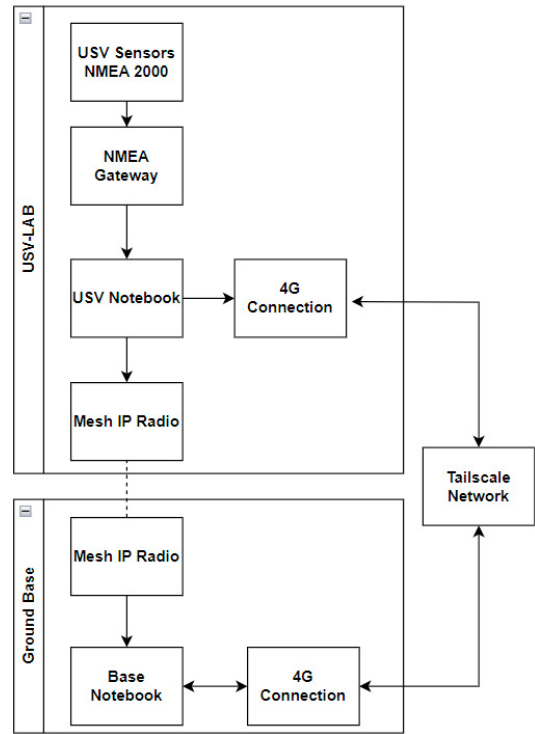 USV-LAB
USV Sensors
NMEA 2000
NMEA
Gateway
USV Notebook
4G
Connection
Mesh IP Radio
Tailscale
Network
Ground Base
Mesh IP Radio
Base
Notebook
4G
Connection